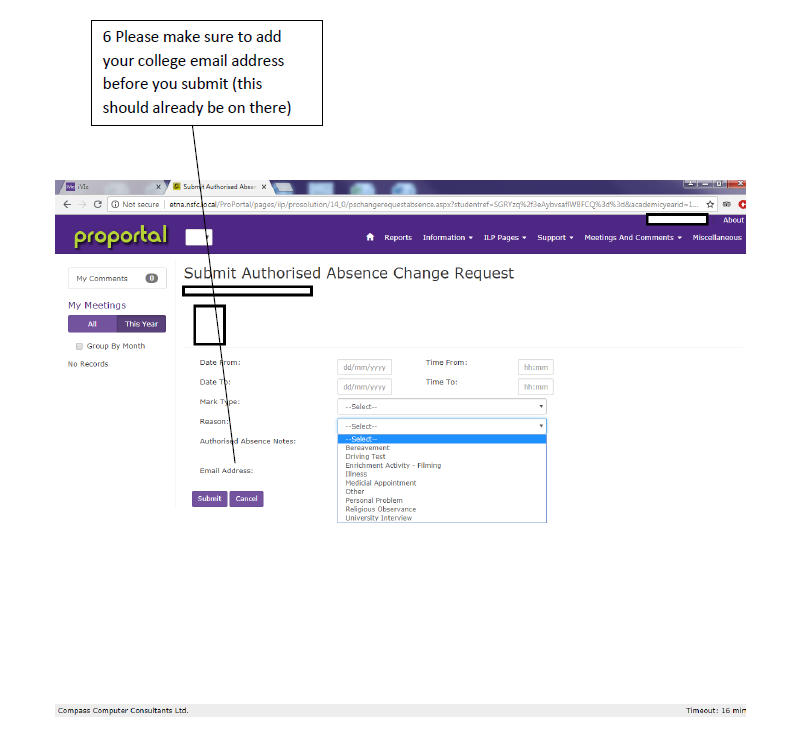 6 Please make sure to add
your college email address
before you submit (this
should already be on there)
Submit Authorised Abser
Not secure | etna.nsfc.local/ProPortal/pages/ilp/prosolution/14_0/pschangerequestabsence.aspx?studentref=SGRYzq%2f3eAybvsaflWBFCQ%3d%3d&academicyearid=1...
About
proportal
Reports Information ILP Pages Support Meetings And Comments Miscellaneous
My Comments 0
Submit Authorised Absence Change Request
My Meetings
All This Year
Group By Month
No Records
Date From: dd/mm/yyyy Time From: hh:mm
Date To: dd/mm/yyyy Time To: hh:mm
Mark Type: --Select--
Reason: --Select--
Authorised Absence Notes:
--Select--
Bereavement
Driving Test
Enrichment Activity - Filming
Illness
Medicial Appointment
Other
Personal Problem
Religious Observance
University Interview
Email Address:
Submit Cancel
Compass Computer Consultants Ltd. Timeout: 16 min